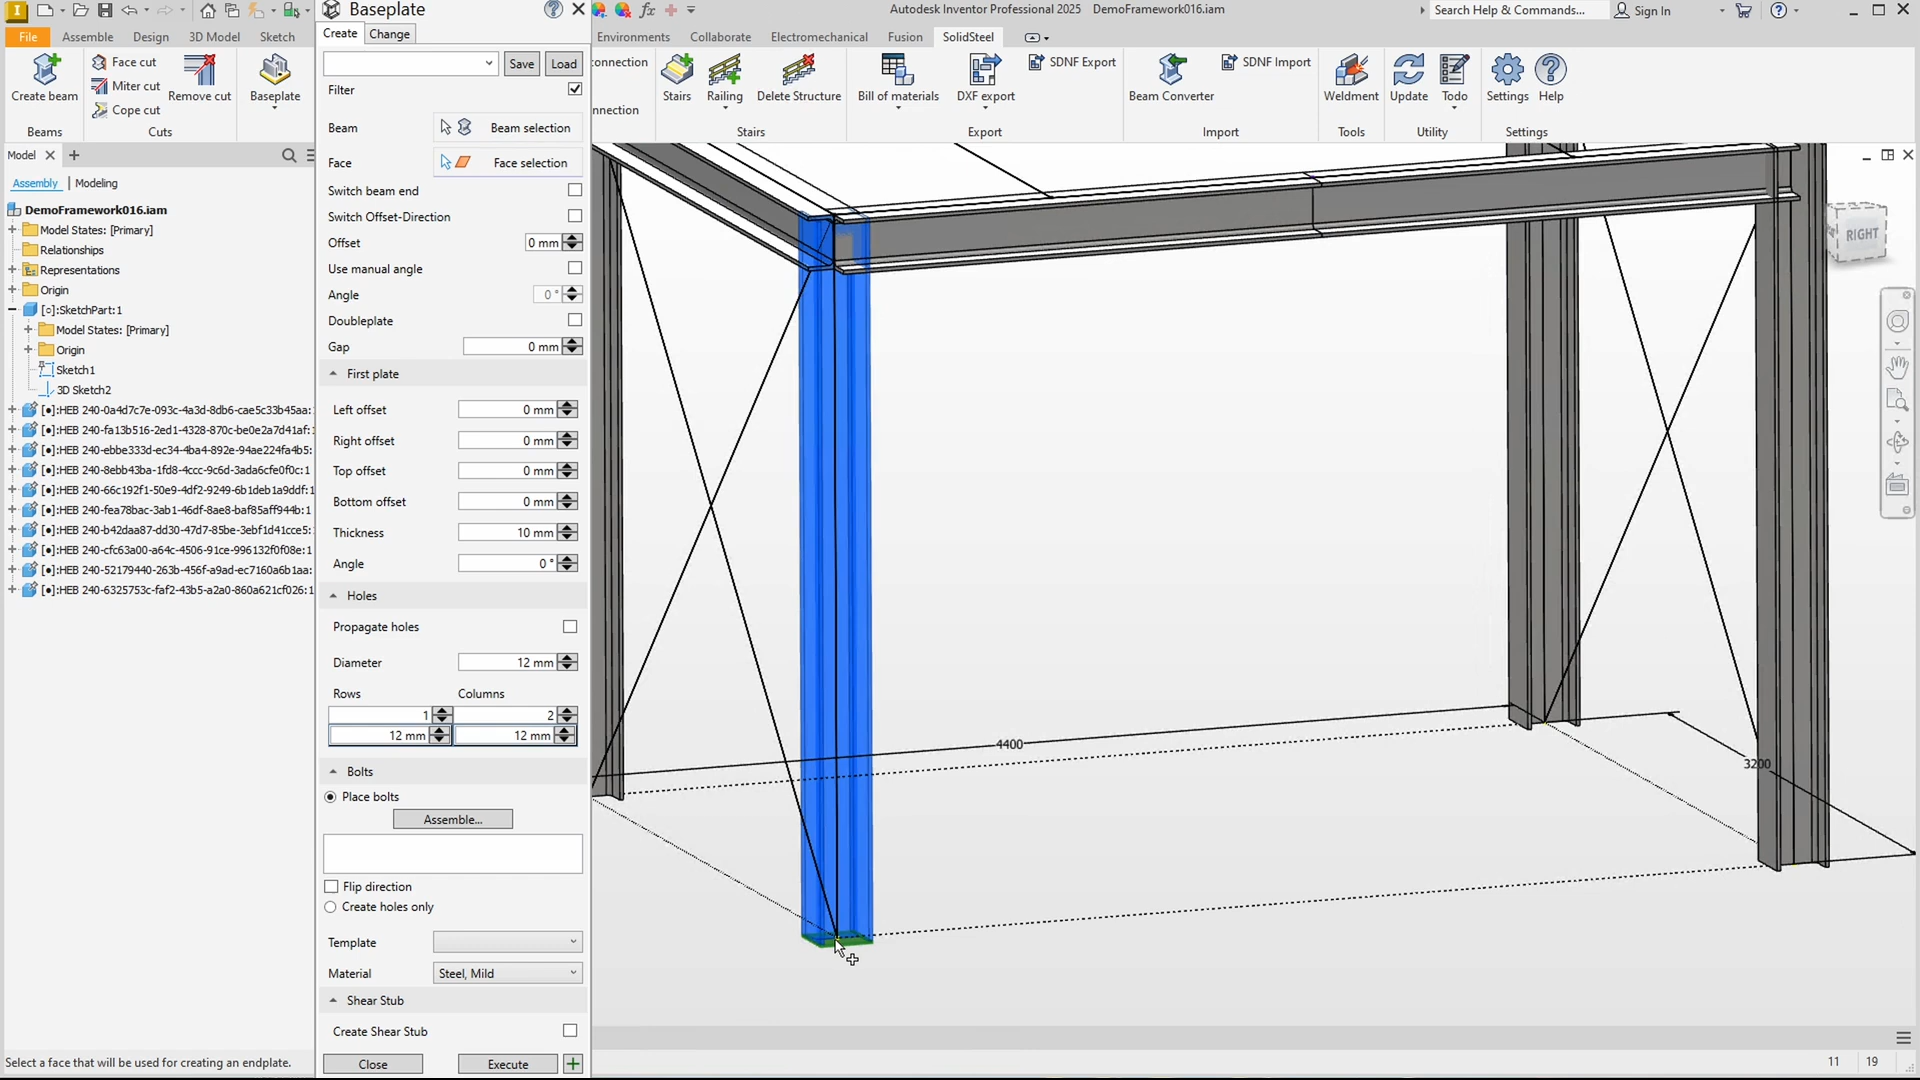 Baseplate
Autodesk Inventor Professional 2025   DemoFramework016.iam
Search Help & Commands...
Sign In
File
Assemble
Design
3D Model
Sketch
Create
Change
Environments
Collaborate
Electromechanical
Fusion
SolidSteel
Create beam
Face cut
Miter cut
Cope cut
Remove cut
Baseplate
Beams
Cuts
Save
Load
onnection
nnection
Stairs
Railing
Delete Structure
Stairs
Bill of materials
DXF export
SDNF Export
Export
Beam Converter
SDNF Import
Import
Weldment
Tools
Update
Todo
Utility
Settings
Help
Settings
Model
Assembly
Modeling
DemoFramework016.iam
Model States: [Primary]
Relationships
Representations
Origin
SketchPart:1
Model States: [Primary]
Origin
Sketch1
3D Sketch2
[•]:HEB 240-0a4d7c7e-093c-4a3d-8db6-cae5c33b45aa:
[•]:HEB 240-fa13b516-2ed1-4328-870c-be0e2a7d41af:
[•]:HEB 240-ebbe333d-ec34-4ba4-892e-94ae224fa4b5:
[•]:HEB 240-8ebb43ba-1fd8-4ccc-9c6d-3ada6cfe0f0c:1
[•]:HEB 240-66c192f1-50e9-4df2-9249-6b1deb1a9ddf:1
[•]:HEB 240-fea78bac-3ab1-46df-8ae8-baf85aff944b:1
[•]:HEB 240-b42daa87-dd30-47d7-85be-3ebf1d41cce5:
[•]:HEB 240-cfc63a00-a64c-4506-91ce-996132f0f08e:1
[•]:HEB 240-52179440-263b-456f-a9ad-ec7160a6b1aa:
[•]:HEB 240-6325753c-faf2-43b5-a2a0-860a621cf026:1
Filter
Beam
Beam selection
Face
Face selection
Switch beam end
Switch Offset-Direction
Offset
0 mm
Use manual angle
Angle
0 °
Doubleplate
Gap
0 mm
First plate
Left offset
0 mm
Right offset
0 mm
Top offset
0 mm
Bottom offset
0 mm
Thickness
10 mm
Angle
0 °
Holes
Propagate holes
Diameter
12 mm
Rows
Columns
1
2
12 mm
12 mm
Bolts
Place bolts
Assemble...
Flip direction
Create holes only
Template
Material
Steel, Mild
Shear Stub
Create Shear Stub
Close
Execute
RIGHT
4400
3200
Select a face that will be used for creating an endplate.
11
19